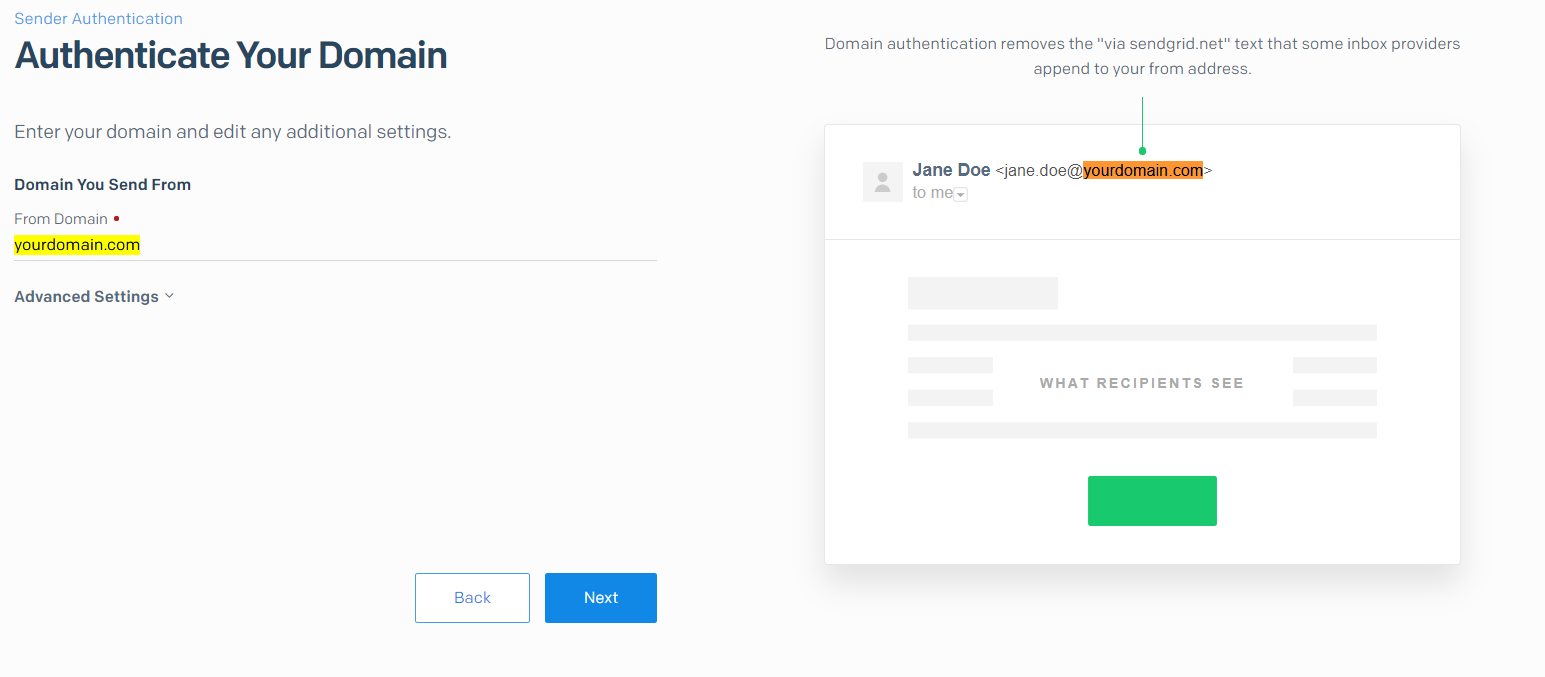 Sender Authentication
Authenticate Your Domain
Enter your domain and edit any additional settings.
Domain You Send From
From Domain
yourdomain.com
Advanced Settings
Back
Next
Domain authentication removes the "via sendgrid.net" text that some inbox providers
append to your from address.
Jane Doe <jane.doe@yourdomain.com>
to me
WHAT RECIPIENTS SEE